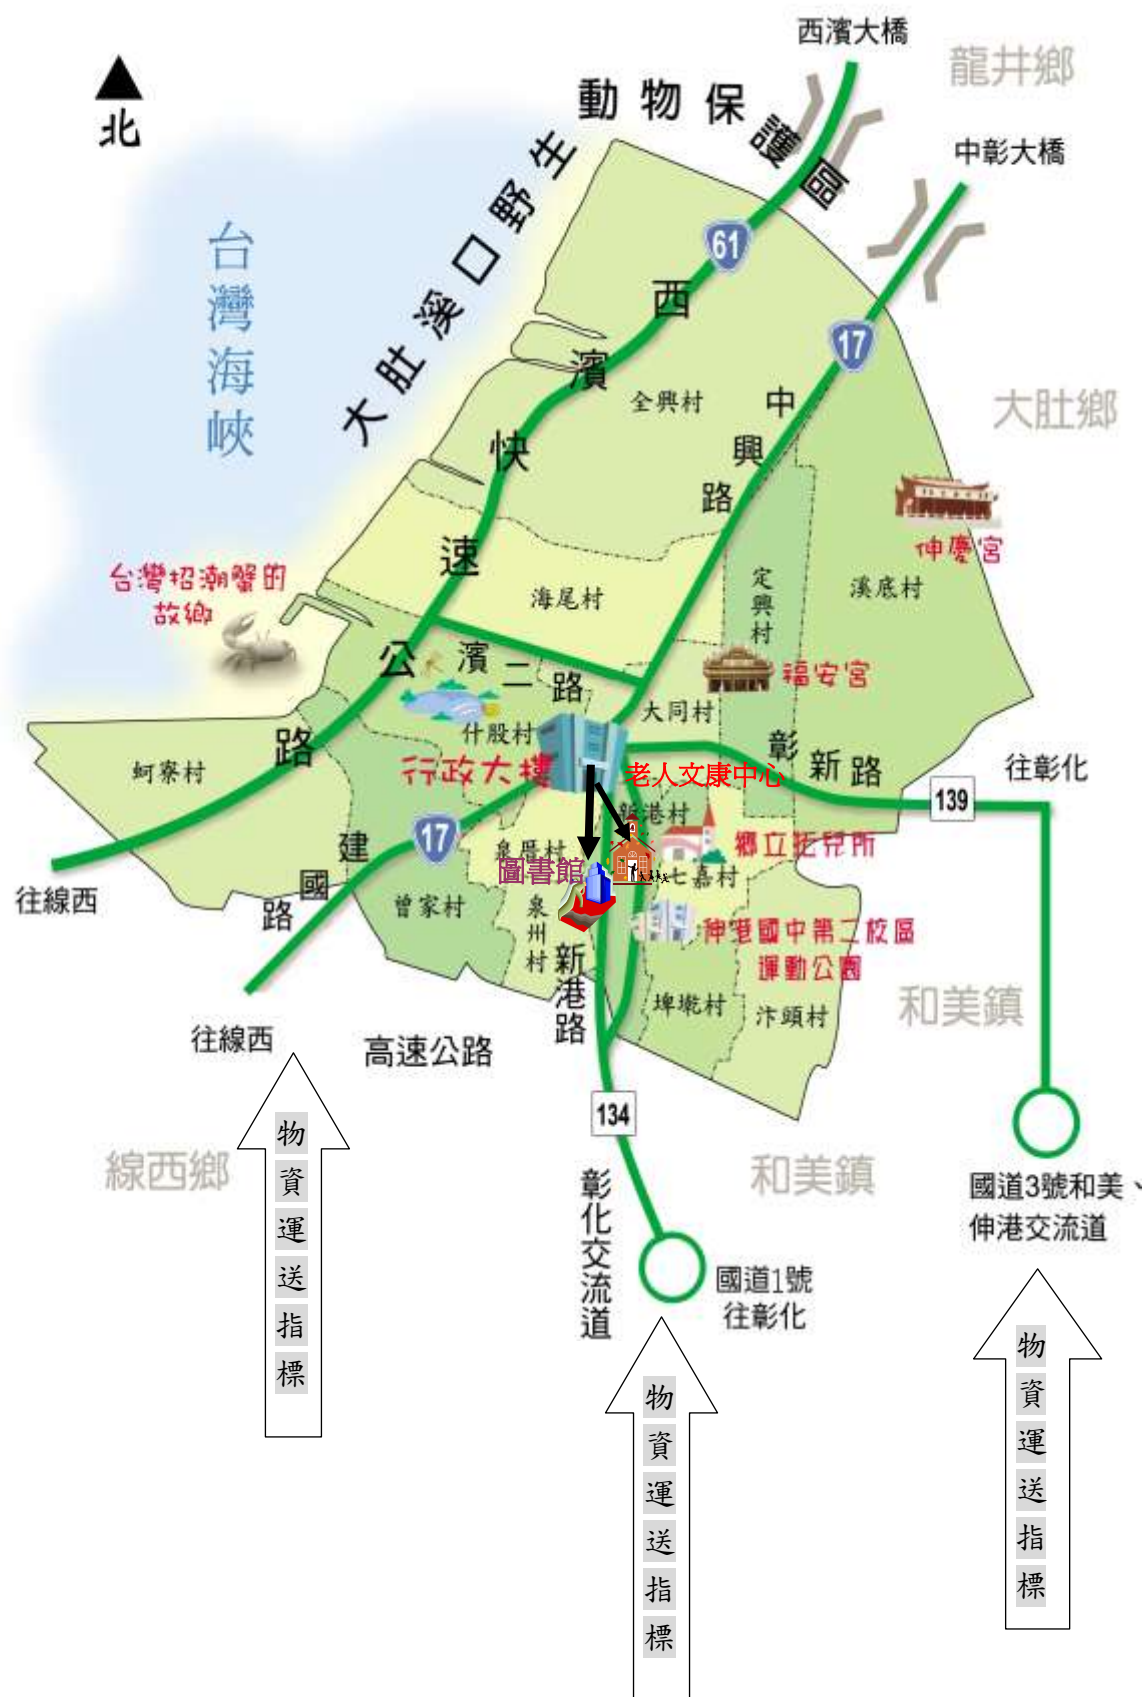 西濱大橋
龍井鄉
北
動物保護區
中彰大橋
大肚溪口野生
台灣海峽
61
西濱快速公路
17
全興村
中興路
大肚鄉
伸慶宮
台灣招潮蟹的
故鄉
海尾村
定興村
溪底村
濱二路
福安宮
什股村
大同村
蚵寮村
行政大樓
老人文康中心
彰新路
往彰化
139
新港村
17
建國路
泉厝村
鄉立托兒所
圖書館
七嘉村
往線西
曾家村
泉州村
伸港國中第二校區
運動公園
新港路
埤墘村
汴頭村
和美鎮
往線西
高速公路
134
線西鄉
和美鎮
彰化交流道
國道3號和美、
伸港交流道
國道1號
往彰化
物資運送指標
物資運送指標
物資運送指標